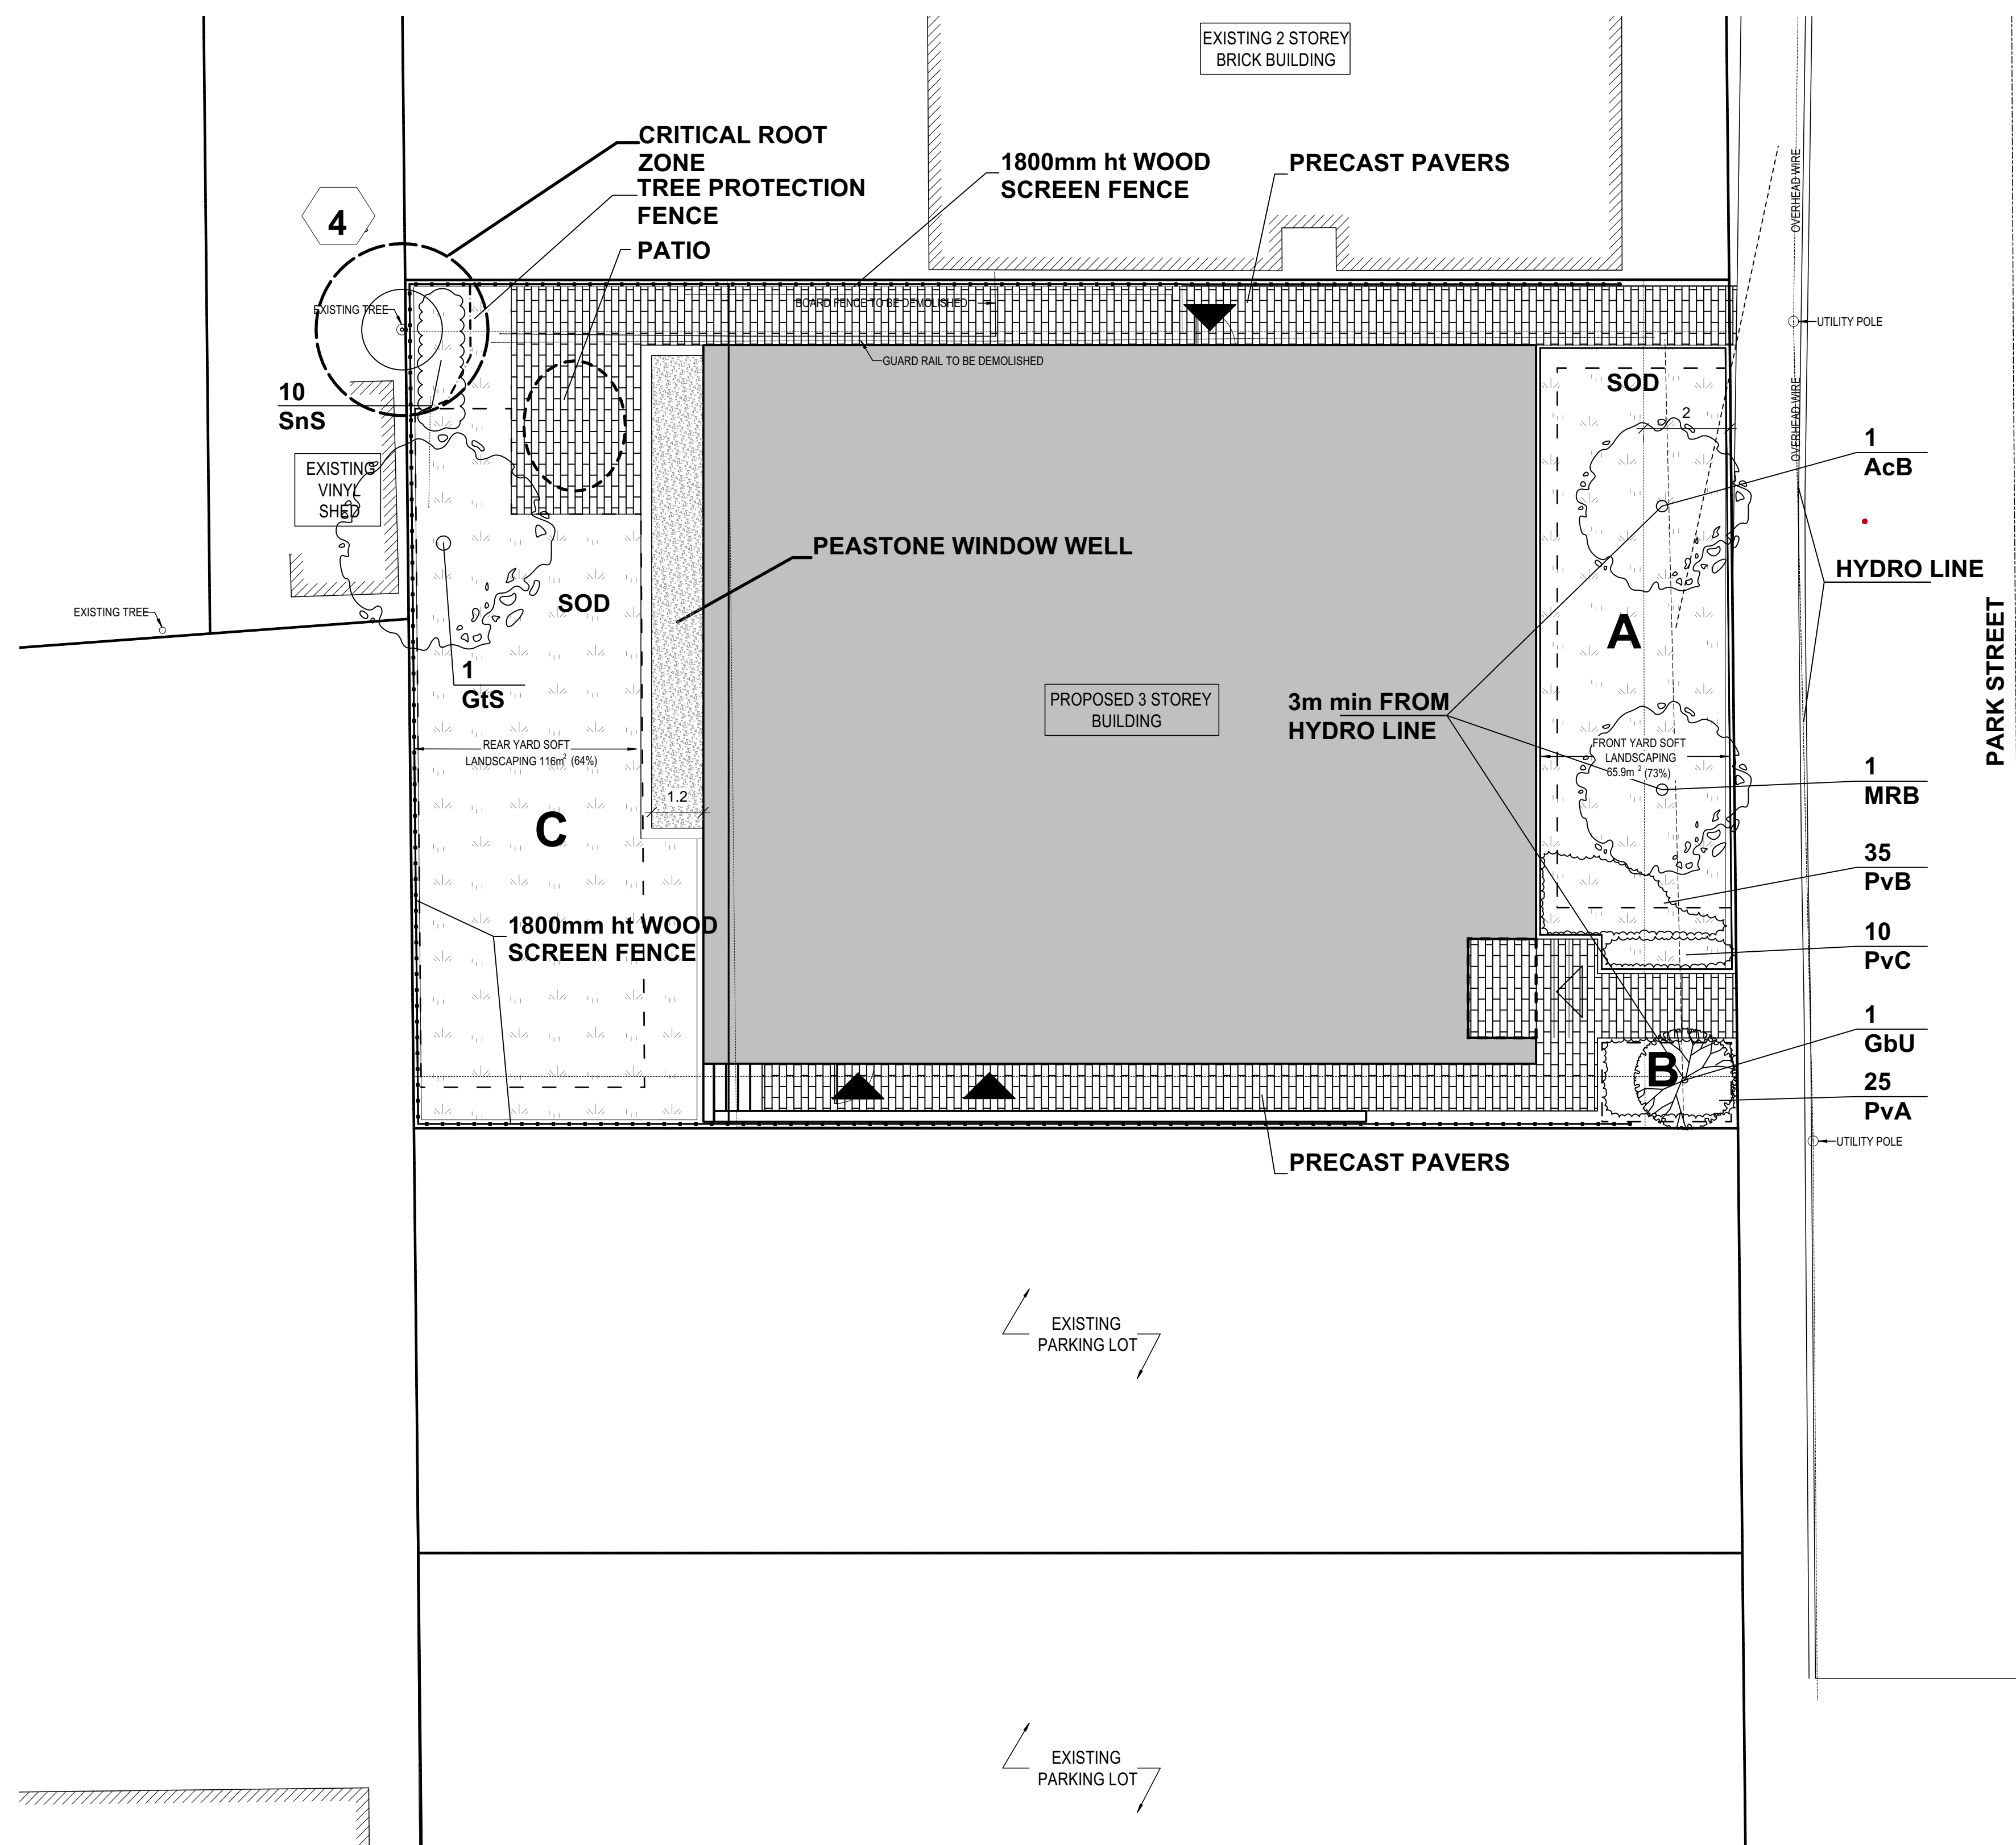 EXISTING 2 STOREY
BRICK BUILDING
CRITICAL ROOT
ZONE
TREE PROTECTION
FENCE
PATIO
1800mm ht WOOD
SCREEN FENCE
PRECAST PAVERS
OVERHEAD WIRE
4
EXISTING TREE
BOARD FENCE TO BE DEMOLISHED
GUARD RAIL TO BE DEMOLISHED
UTILITY POLE
10
SnS
SOD
2
OVERHEAD WIRE
1
AcB
EXISTING
VINYL
SHED
PEASTONE WINDOW WELL
HYDRO LINE
EXISTING TREE
SOD
A
PARK STREET
1
GtS
PROPOSED 3 STOREY
BUILDING
3m min FROM
HYDRO LINE
REAR YARD SOFT
LANDSCAPING 116m² (64%)
FRONT YARD SOFT
LANDSCAPING
65.9m² (73%)
1
MRB
1.2
C
35
PvB
1800mm ht WOOD
SCREEN FENCE
10
PvC
1
GbU
B
25
PvA
UTILITY POLE
PRECAST PAVERS
EXISTING
PARKING LOT
EXISTING
PARKING LOT